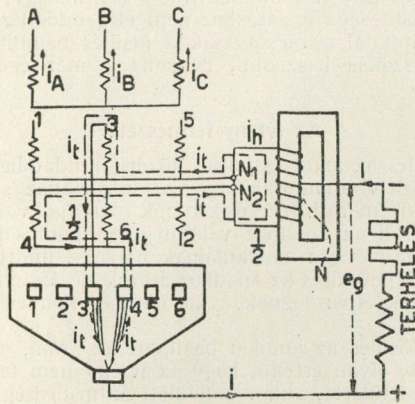 A B C
iA iB iC
1 3 5
it ih
it
N1
N2
it
1/2
4 6 2
it
1/2
N
eg
TERHELÉS
1 2 3 4 5 6
it it
i
- +